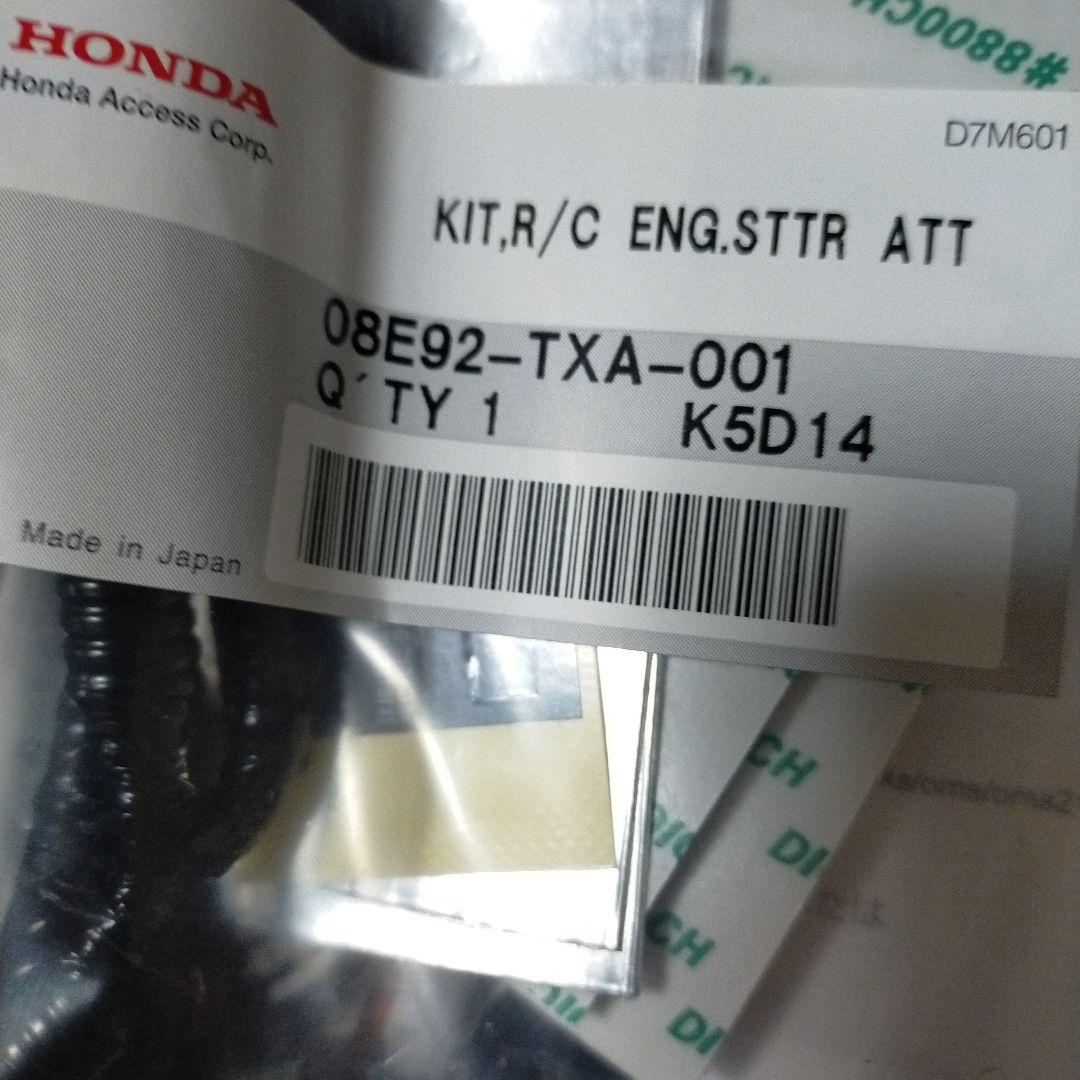 HONDA
Honda Access Corp.
#8800CH
D7M601
KIT,R/C ENG.STTR ATT
08E92-TXA-001
Q'TY 1 K5D14
Made in Japan
CH
DI
CH
DI